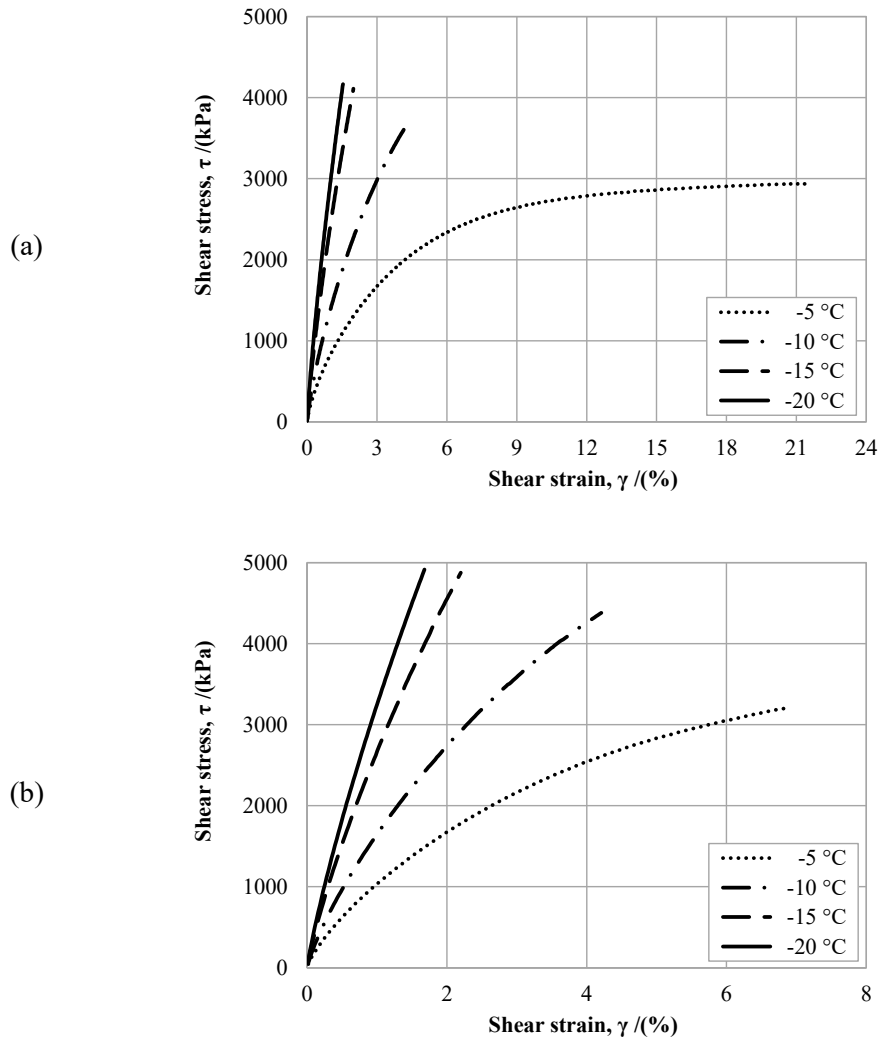 (a)
Shear stress, τ /(kPa)
5000
4000
3000
2000
1000
0
0 3 6 9 12 15 18 21 24
Shear strain, γ /(%)
-5 °C
-10 °C
-15 °C
-20 °C
(b)
Shear stress, τ /(kPa)
5000
4000
3000
2000
1000
0
0 2 4 6 8
Shear strain, γ /(%)
-5 °C
-10 °C
-15 °C
-20 °C